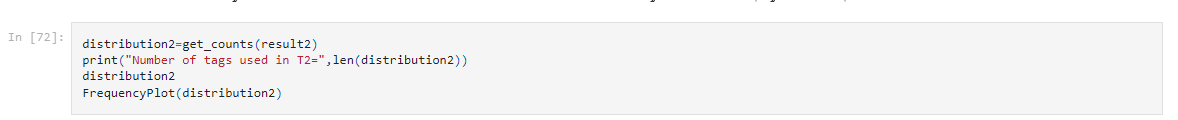 In [72]:
distribution2=get_counts(result2)
print("Number of tags used in T2=",len(distribution2))
distribution2
FrequencyPlot(distribution2)